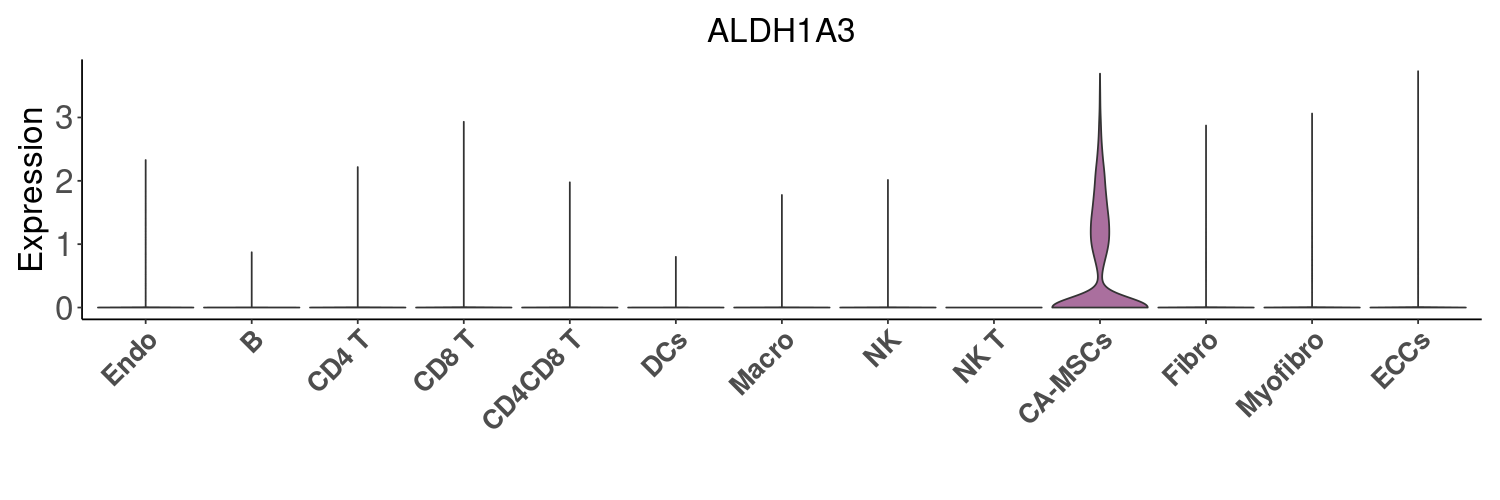 ALDH1A3
Expression
3
2
1
0
Endo
B
CD4 T
CD8 T
CD4CD8 T
DCs
Macro
NK
NK T
CA-MSCs
Fibro
Myofibro
ECCs